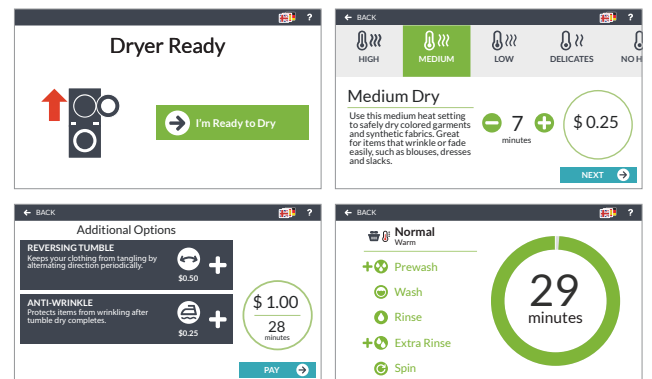 ?
Dryer Ready
I'm Ready to Dry
BACK
?
HIGH
MEDIUM
LOW
DELICATES
NO H
Medium Dry
Use this medium heat setting
to safely dry colored garments
and synthetic fabrics. Great
for items that wrinkle or fade
easily, such as blouses, dresses
and slacks.
7
minutes
$ 0.25
NEXT
BACK
?
Additional Options
REVERSING TUMBLE
Keeps your clothing from tangling by
alternating direction periodically.
$0.50
ANTI-WRINKLE
Protects items from wrinkling after
tumble dry completes.
$0.25
$ 1.00
28
minutes
PAY
BACK
?
Normal
Warm
Prewash
Wash
Rinse
Extra Rinse
Spin
29
minutes